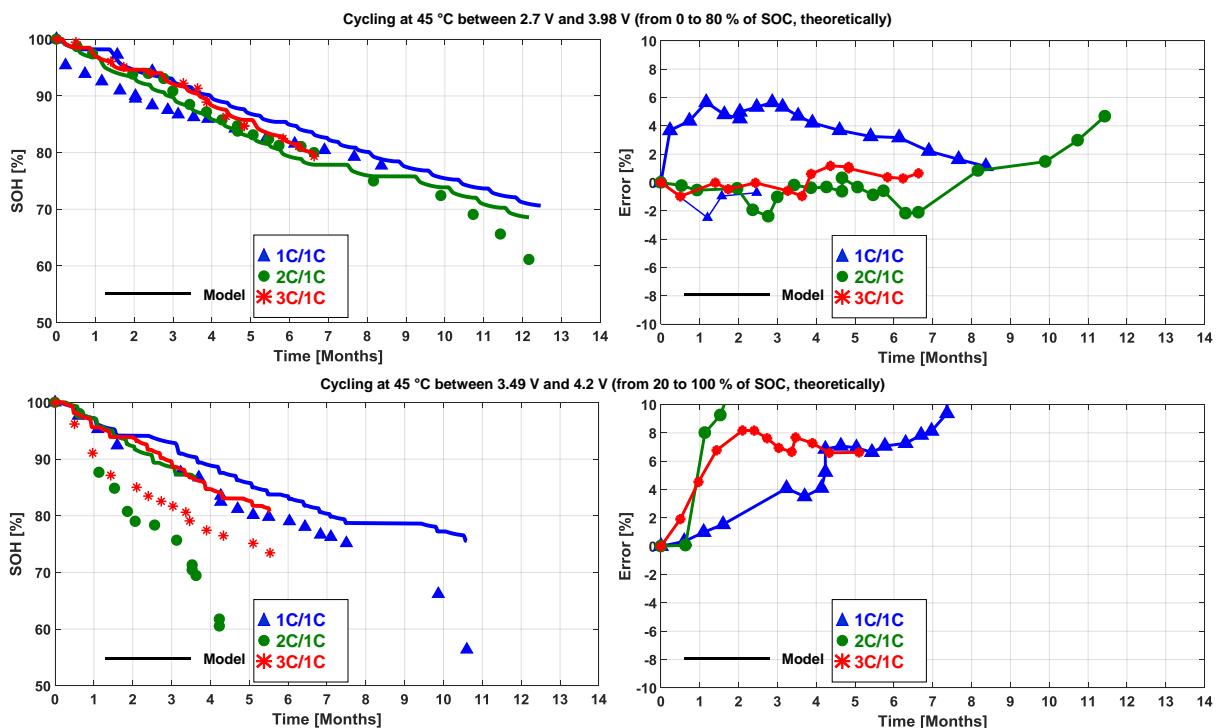 Cycling at 45 °C between 2.7 V and 3.98 V (from 0 to 80 % of SOC, theoretically)
100
90
80
70
60
50
SOH [%]
0 1 2 3 4 5 6 7 8 9 10 11 12 13 14
Time [Months]
1C/1C
2C/1C
3C/1C
Model
10
8
6
4
2
0
-2
-4
-6
-8
-10
Error [%]
0 1 2 3 4 5 6 7 8 9 10 11 12 13 14
Time [Months]
1C/1C
2C/1C
3C/1C
Model
Cycling at 45 °C between 3.49 V and 4.2 V (from 20 to 100 % of SOC, theoretically)
100
90
80
70
60
50
SOH [%]
0 1 2 3 4 5 6 7 8 9 10 11 12 13 14
Time [Months]
1C/1C
2C/1C
3C/1C
Model
10
8
6
4
2
0
-2
-4
-6
-8
-10
Error [%]
0 1 2 3 4 5 6 7 8 9 10 11 12 13 14
Time [Months]
1C/1C
2C/1C
3C/1C
Model